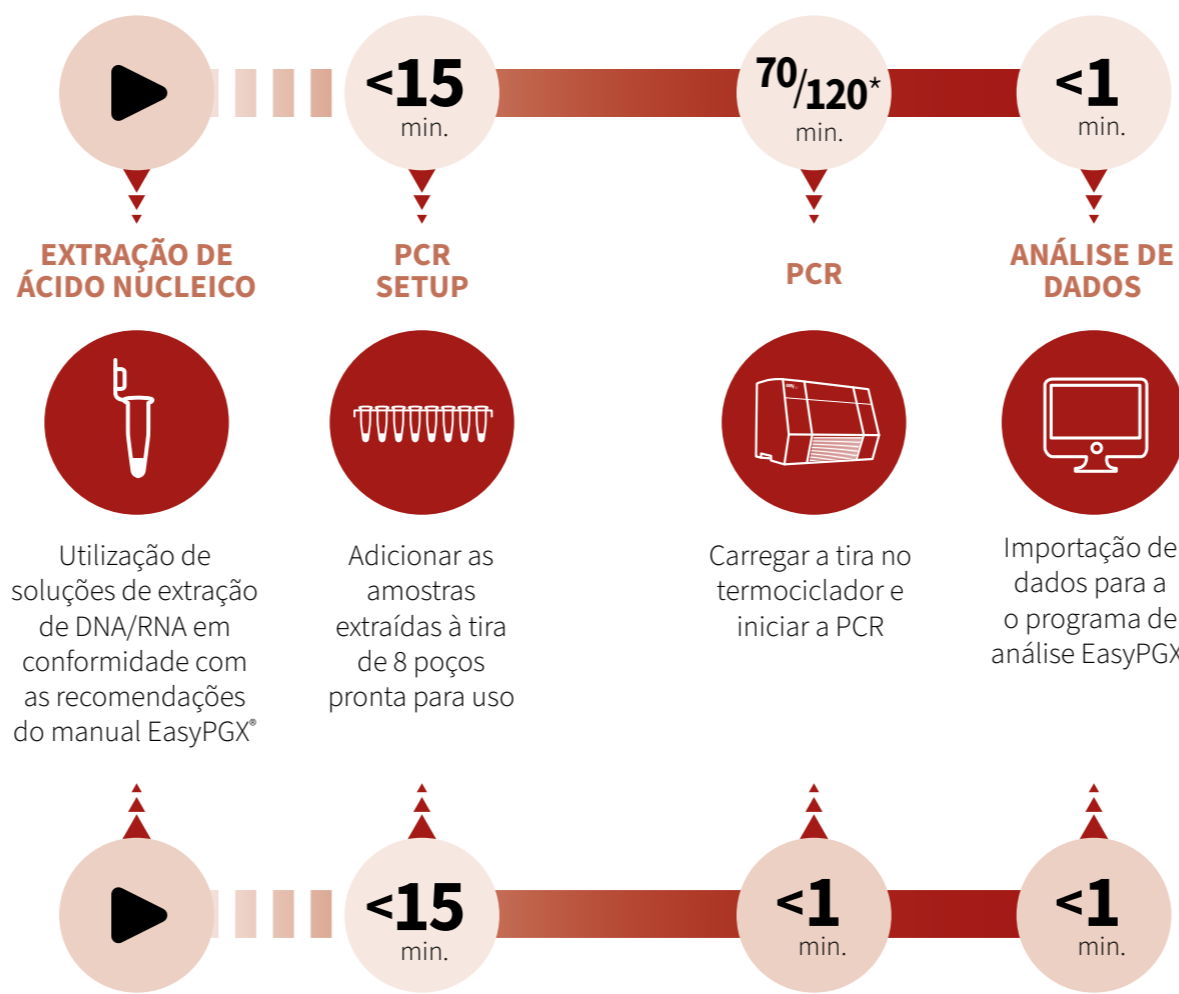 <15
min.
70/120*
min.
<1
min.
EXTRAÇÃO DE
ÁCIDO NUCLEICO
PCR
SETUP
PCR
ANÁLISE DE
DADOS
Utilização de
soluções de extração
de DNA/RNA em
conformidade com
as recomendações
do manual EasyPGX®
Adicionar as
amostras
extraídas à tira
de 8 poços
pronta para uso
Carregar a tira no
termociclador e
iniciar a PCR
Importação de
dados para a
o programa de
análise EasyPGX
<15
min.
<1
min.
<1
min.